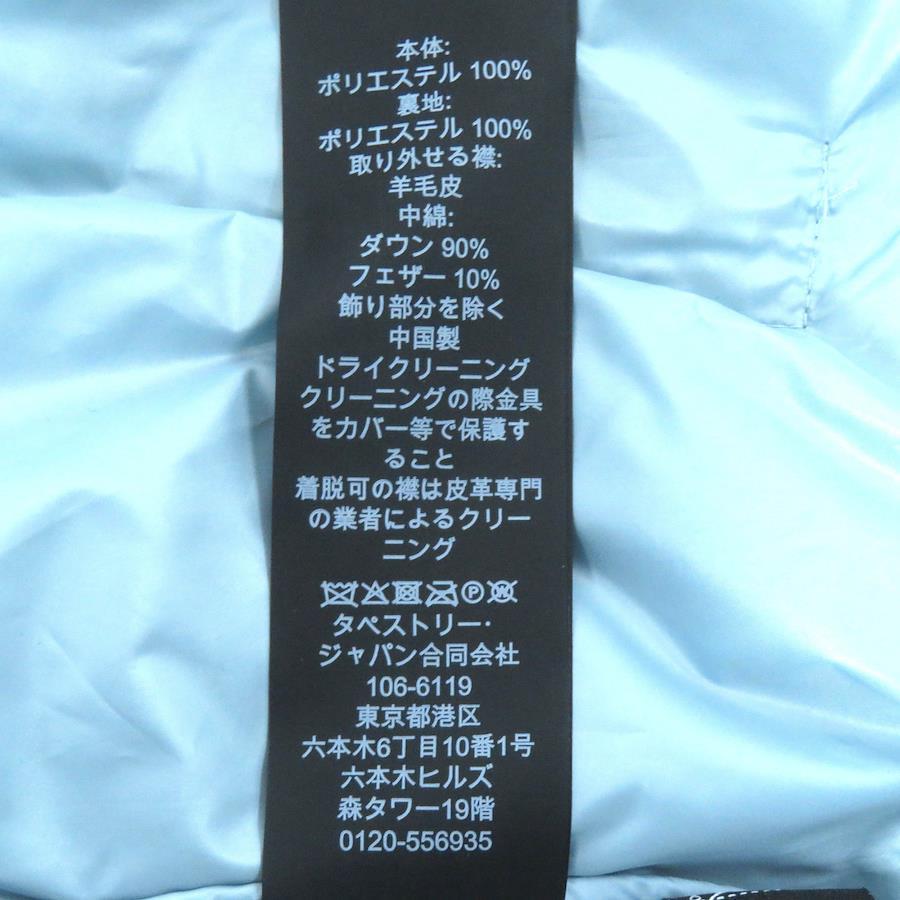 本体:
ポリエステル 100%
裏地:
ポリエステル 100%
取り外せる襟:
羊毛皮
中綿:
ダウン 90%
フェザー 10%
飾り部分を除く
中国製
ドライクリーニング
クリーニングの際金具
をカバー等で保護す
ること
着脱可の襟は皮革専門
の業者によるクリー
ニング
P W
タペストリー・
ジャパン合同会社
106-6119
東京都港区
六本木6丁目10番1号
六本木ヒルズ
森タワー19階
0120-556935